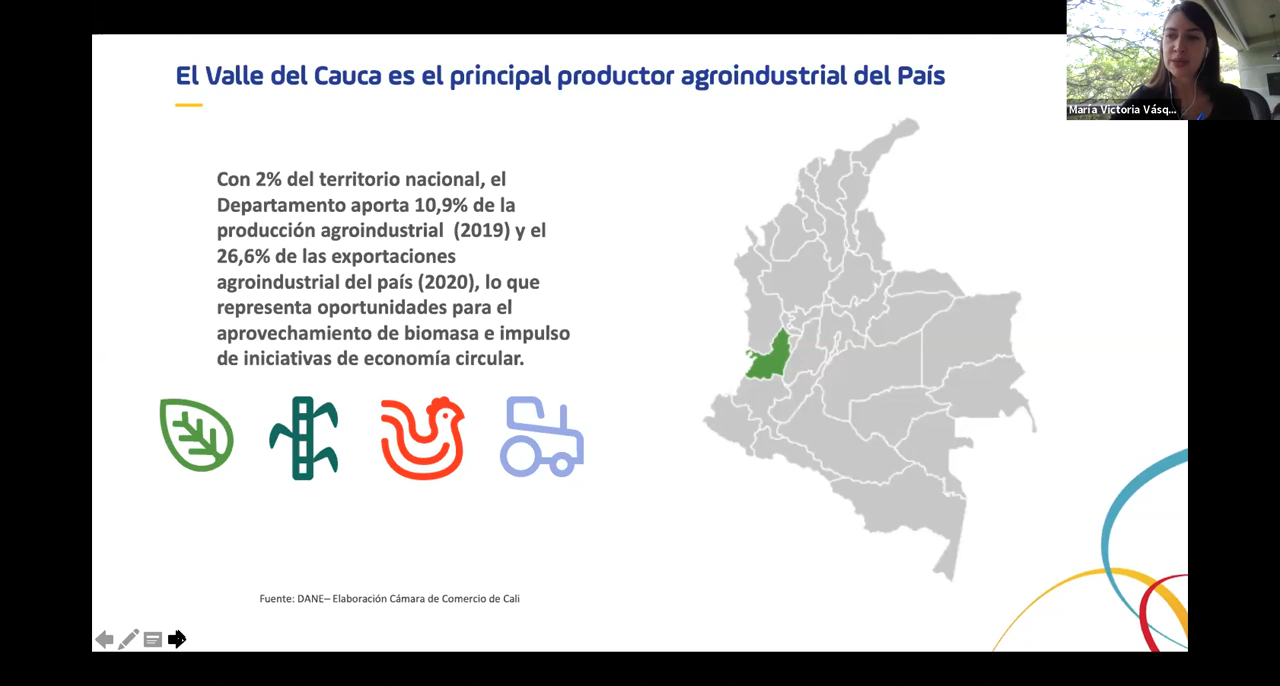 El Valle del Cauca es el principal productor agroindustrial del País
María Victoria Vásq...
Con 2% del territorio nacional, el
Departamento aporta 10,9% de la
producción agroindustrial (2019) y el
26,6% de las exportaciones
agroindustrial del país (2020), lo que
representa oportunidades para el
aprovechamiento de biomasa e impulso
de iniciativas de economía circular.
Fuente: DANE– Elaboración Cámara de Comercio de Cali